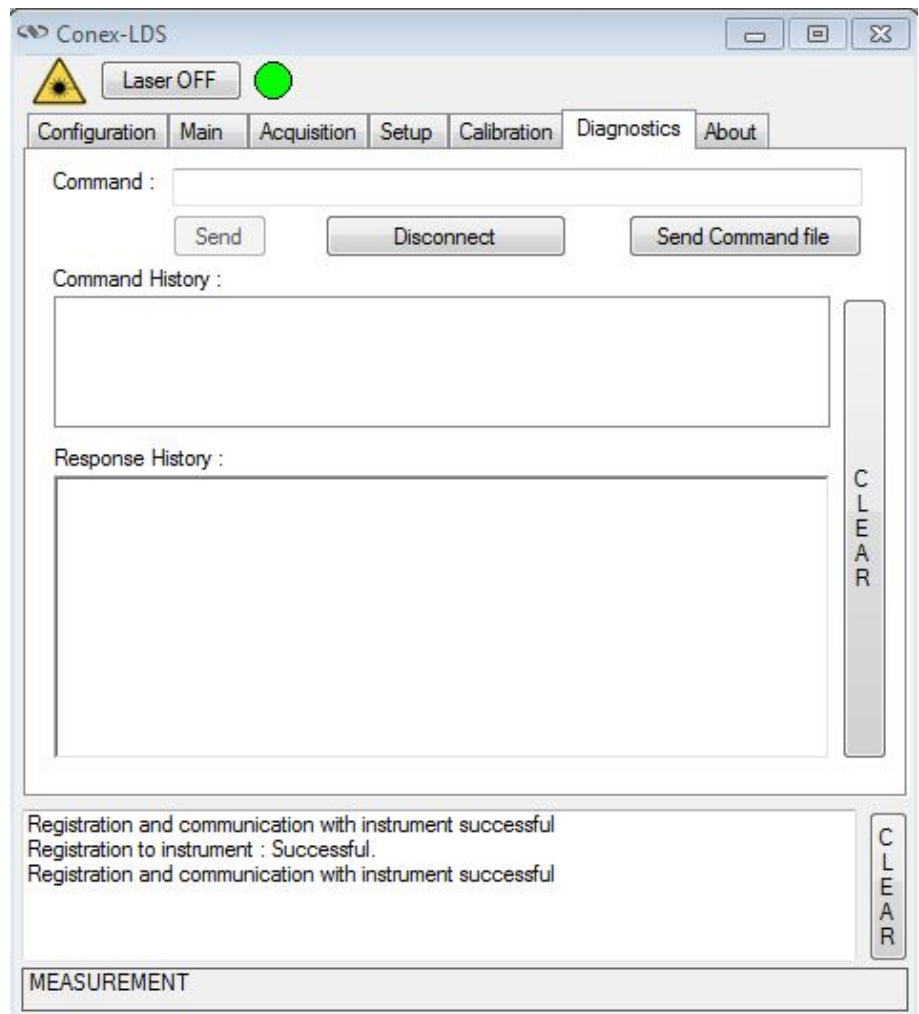 Conex-LDS
Laser OFF
Configuration Main Acquisition Setup Calibration Diagnostics About
Command :
Send Disconnect Send Command file
Command History :
Response History :
CLEAR
Registration and communication with instrument successful
Registration to instrument : Successful.
Registration and communication with instrument successful
CLEAR
MEASUREMENT